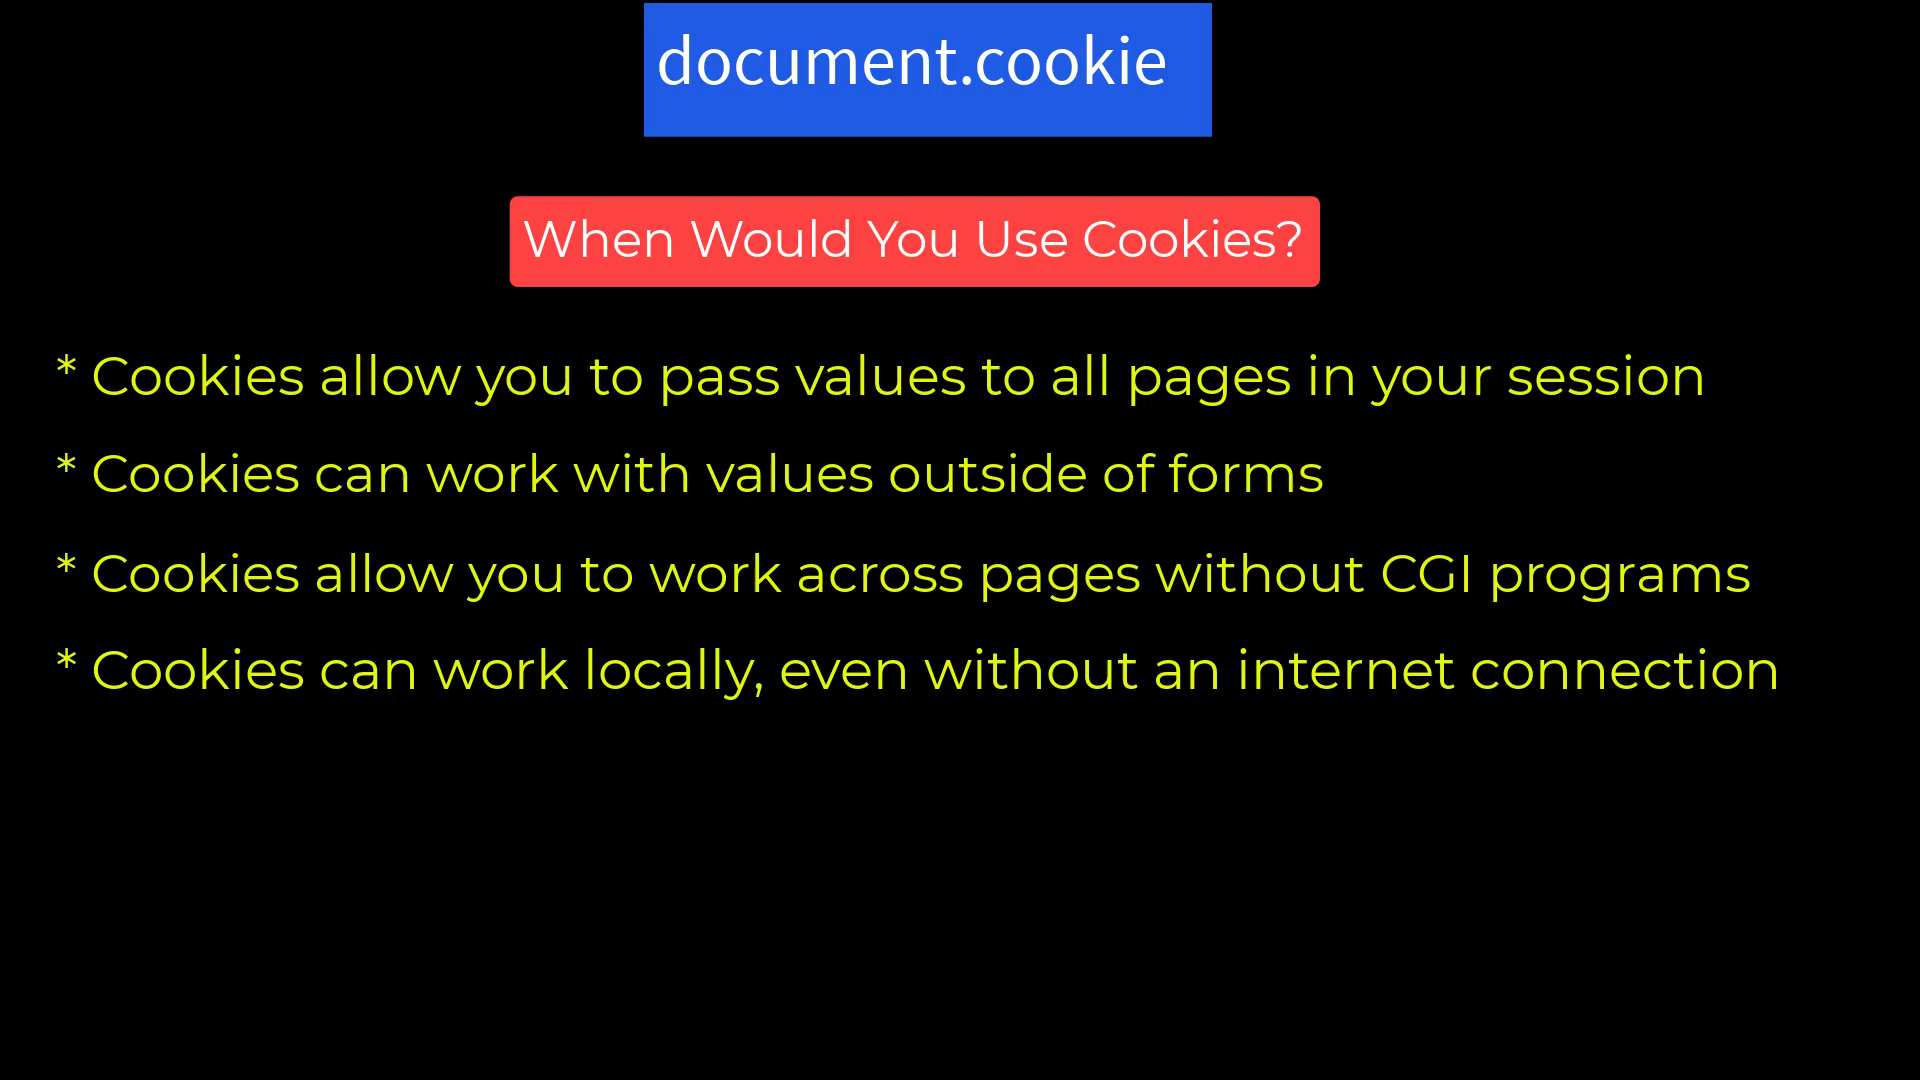 document.cookie
When Would You Use Cookies?
* Cookies allow you to pass values to all pages in your session
* Cookies can work with values outside of forms
* Cookies allow you to work across pages without CGI programs
* Cookies can work locally, even without an internet connection